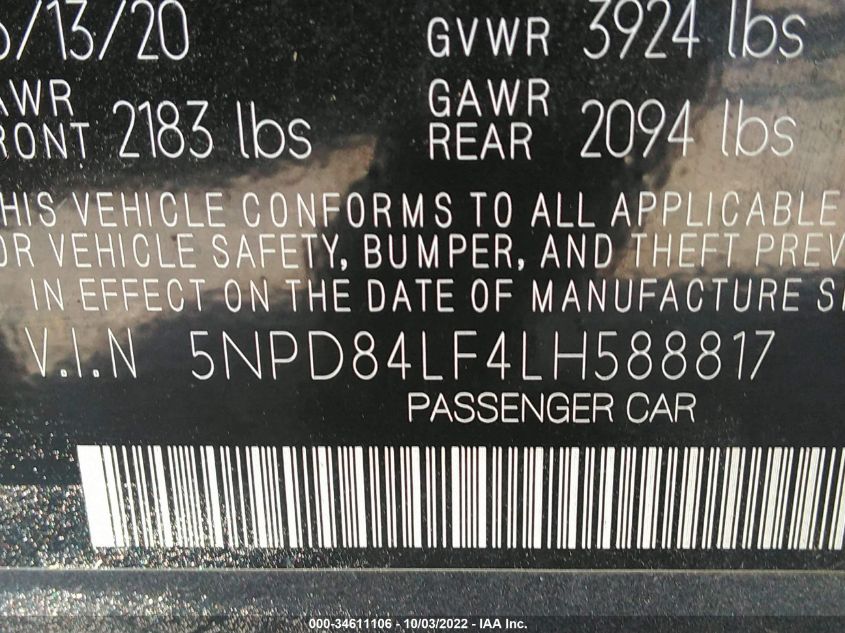 /13/20 GVWR 3924 lbs
AWR GAWR
RONT 2183 lbs REAR 2094 lbs
HIS VEHICLE CONFORMS TO ALL APPLICABLE
OR VEHICLE SAFETY, BUMPER, AND THEFT PREV
IN EFFECT ON THE DATE OF MANUFACTURE S
V.I.N 5NPD84LF4LH588817
PASSENGER CAR
000-34611106 - 10/03/2022 - IAA Inc.